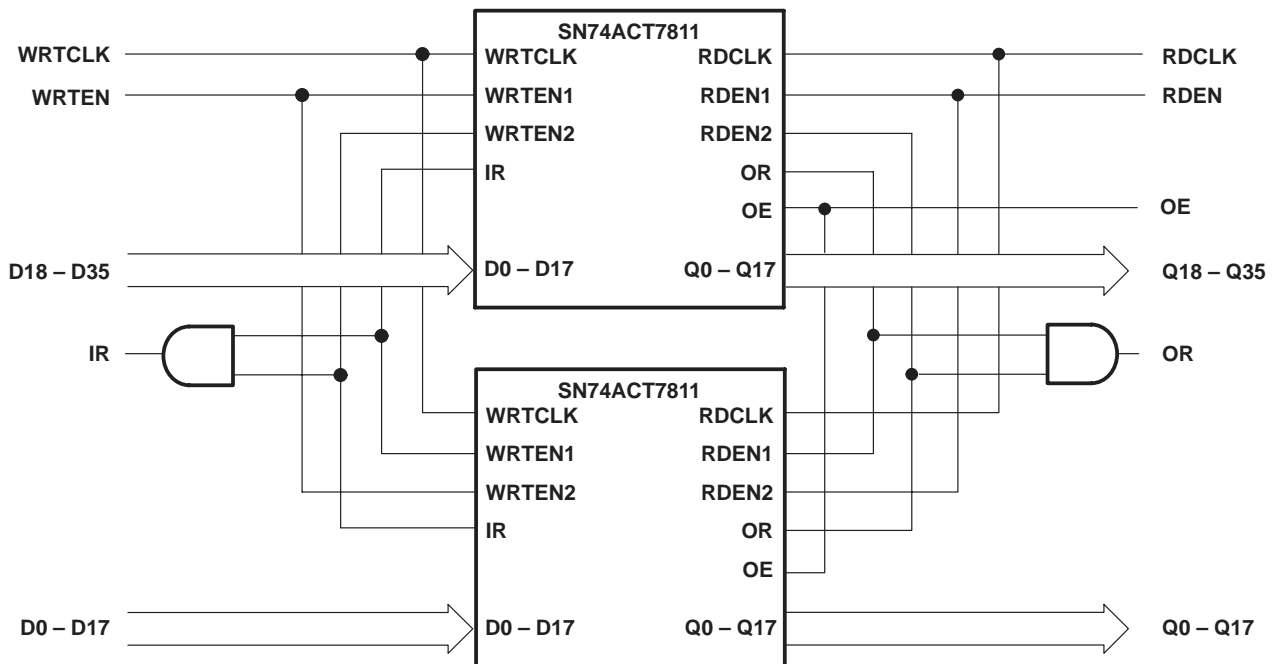 SN74ACT7811
WRTCLK
WRTCLK
RDCLK
RDCLK
WRTEN
WRTEN1
RDEN1
RDEN
WRTEN2
RDEN2
IR
OR
OE
OE
D18 – D35
D0 – D17
Q0 – Q17
Q18 – Q35
IR
OR
SN74ACT7811
WRTCLK
RDCLK
WRTEN1
RDEN1
WRTEN2
RDEN2
IR
OR
OE
D0 – D17
D0 – D17
Q0 – Q17
Q0 – Q17